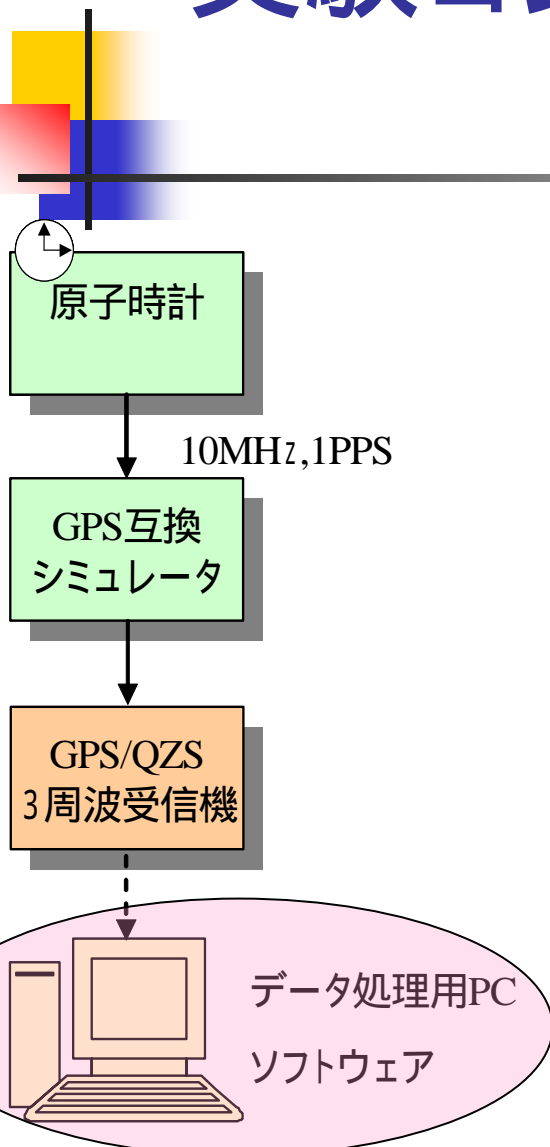 原子時計
10MHz,1PPS
GPS互換
シミュレータ
GPS/QZS
3周波受信機
データ処理用PC
ソフトウェア